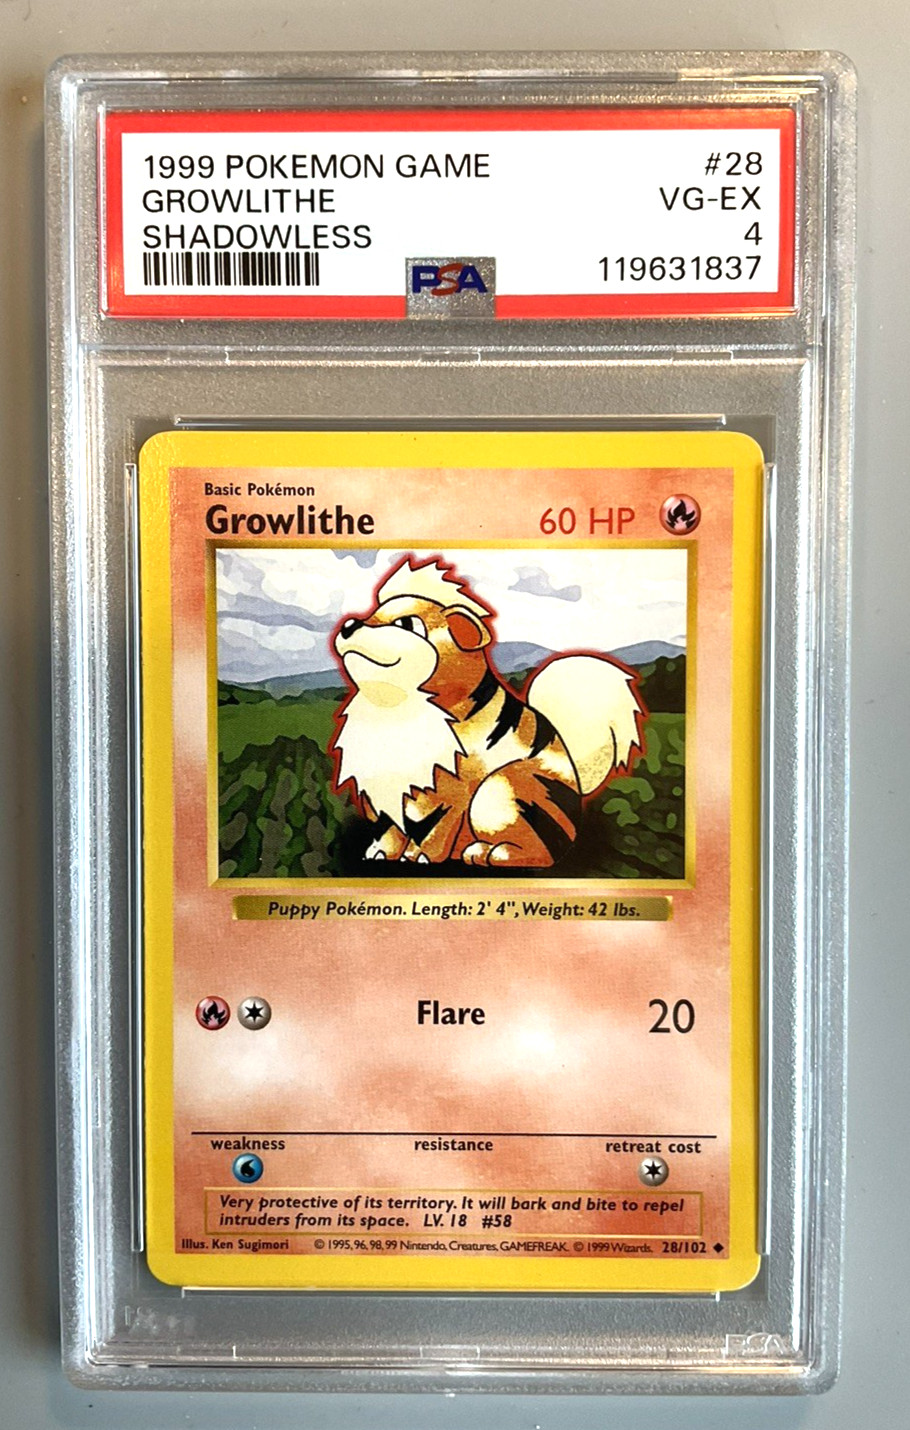 1999 POKEMON GAME #28
GROWLITHE VG-EX
SHADOWLESS 4
PSA 119631837
Basic Pokémon
Growlithe 60 HP
Puppy Pokémon. Length: 2' 4", Weight: 42 lbs.
Flare 20
weakness resistance retreat cost
Very protective of its territory. It will bark and bite to repel
intruders from its space. LV. 18 #58
Illus. Ken Sugimori © 1995, 96, 98, 99 Nintendo, Creatures, GAMEFREAK. © 1999 Wizards. 28/102
PSA